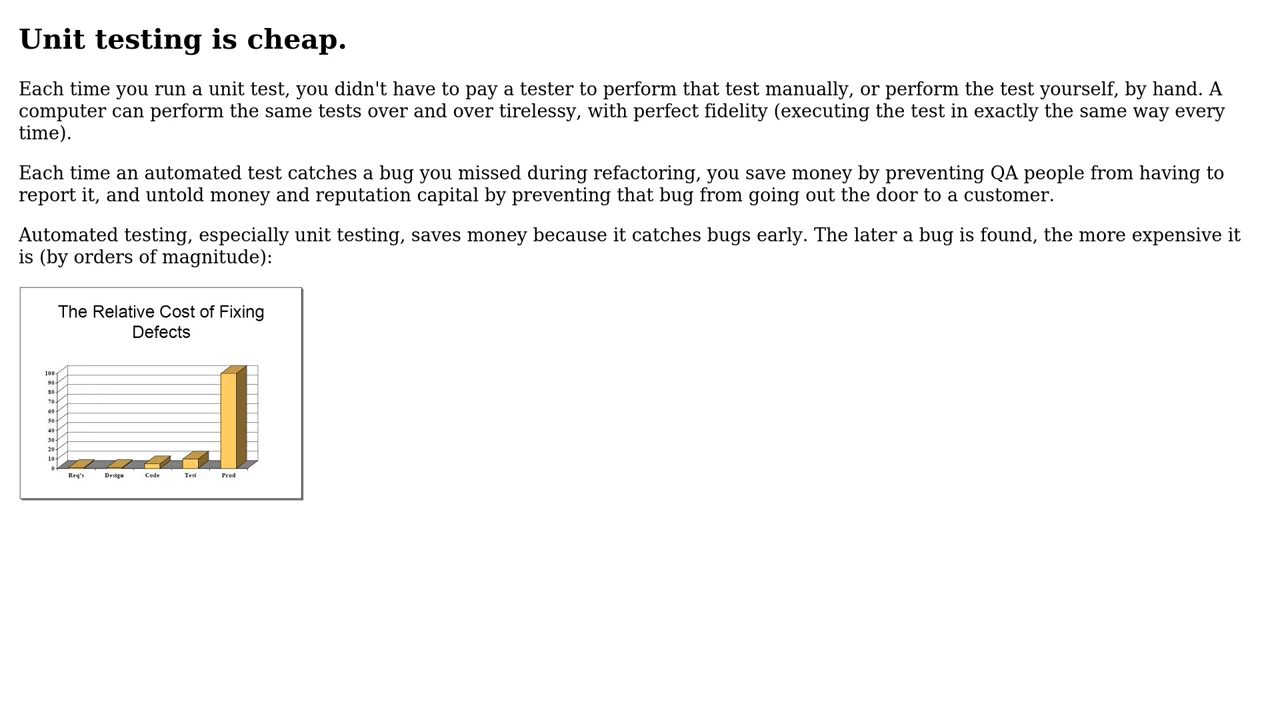 Unit testing is cheap.
Each time you run a unit test, you didn't have to pay a tester to perform that test manually, or perform the test yourself, by hand. A
computer can perform the same tests over and over tirelessy, with perfect fidelity (executing the test in exactly the same way every
time).
Each time an automated test catches a bug you missed during refactoring, you save money by preventing QA people from having to
report it, and untold money and reputation capital by preventing that bug from going out the door to a customer.
Automated testing, especially unit testing, saves money because it catches bugs early. The later a bug is found, the more expensive it
is (by orders of magnitude):
The Relative Cost of Fixing
Defects
100
90
80
70
60
50
40
30
20
10
0
Req's Design Code Test Prod